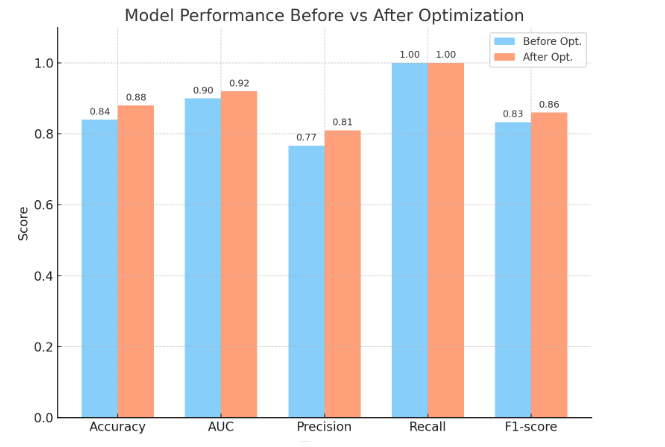 Model Performance Before vs After Optimization
Before Opt.
After Opt.
Score
1.0
0.8
0.6
0.4
0.2
0.0
0.84
0.88
0.90
0.92
0.77
0.81
1.00
1.00
0.83
0.86
Accuracy
AUC
Precision
Recall
F1-score